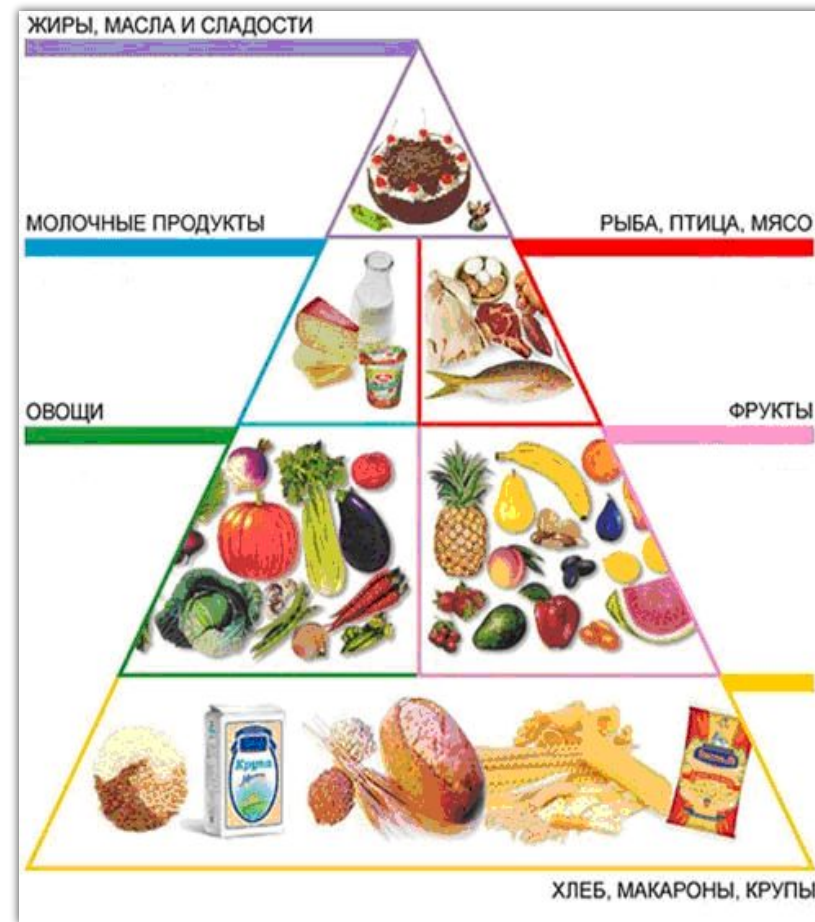 ЖИРЫ, МАСЛА И СЛАДОСТИ
МОЛОЧНЫЕ ПРОДУКТЫ
РЫБА, ПТИЦА, МЯСО
ОВОЩИ
ФРУКТЫ
Крупа
ХЛЕБ, МАКАРОНЫ, КРУПЫ